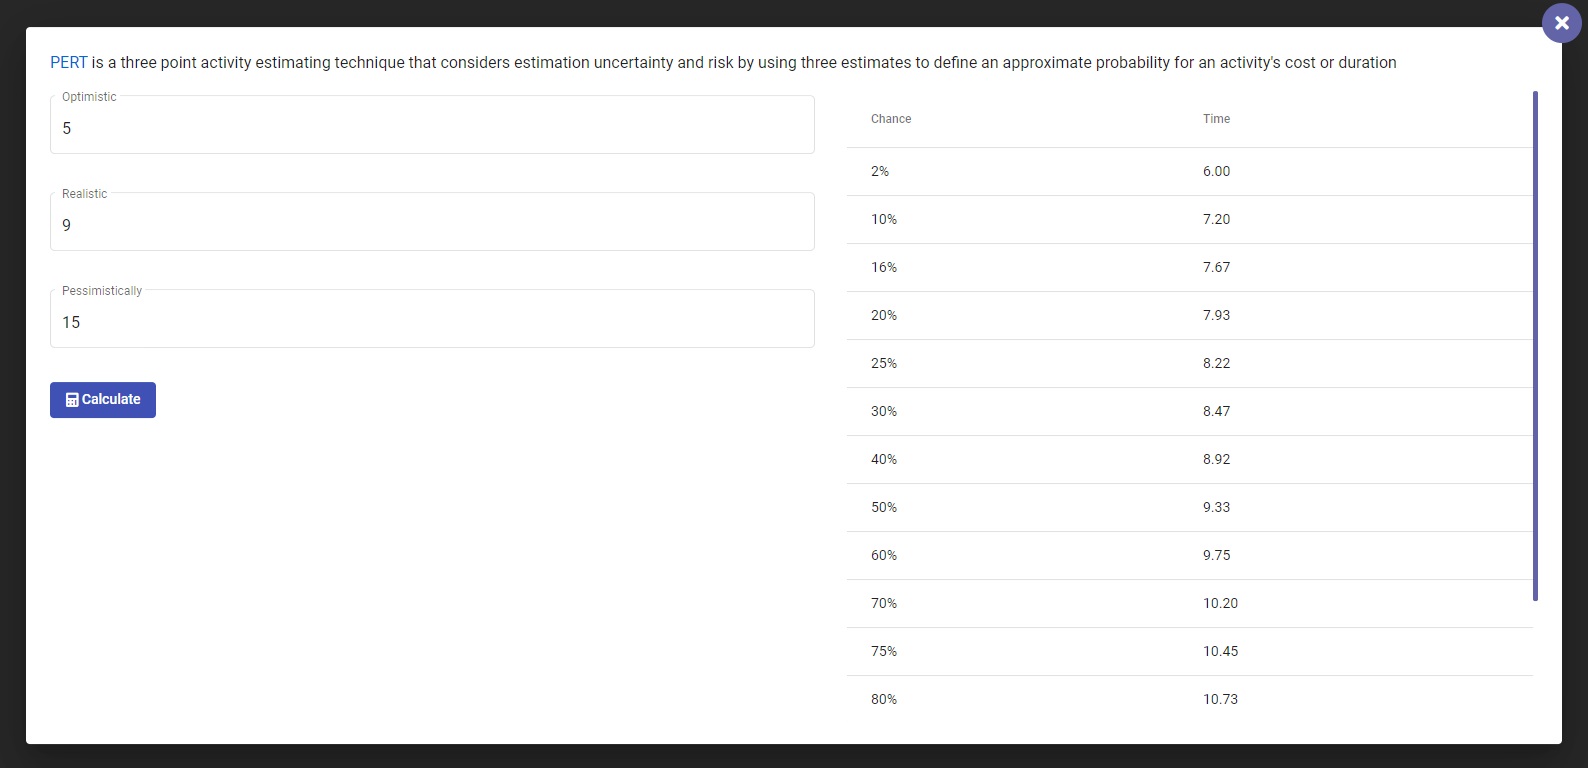 PERT is a three point activity estimating technique that considers estimation uncertainty and risk by using three estimates to define an approximate probability for an activity's cost or duration
Optimistic
5
Realistic
9
Pessimistically
15
Calculate
Chance Time
2% 6.00
10% 7.20
16% 7.67
20% 7.93
25% 8.22
30% 8.47
40% 8.92
50% 9.33
60% 9.75
70% 10.20
75% 10.45
80% 10.73